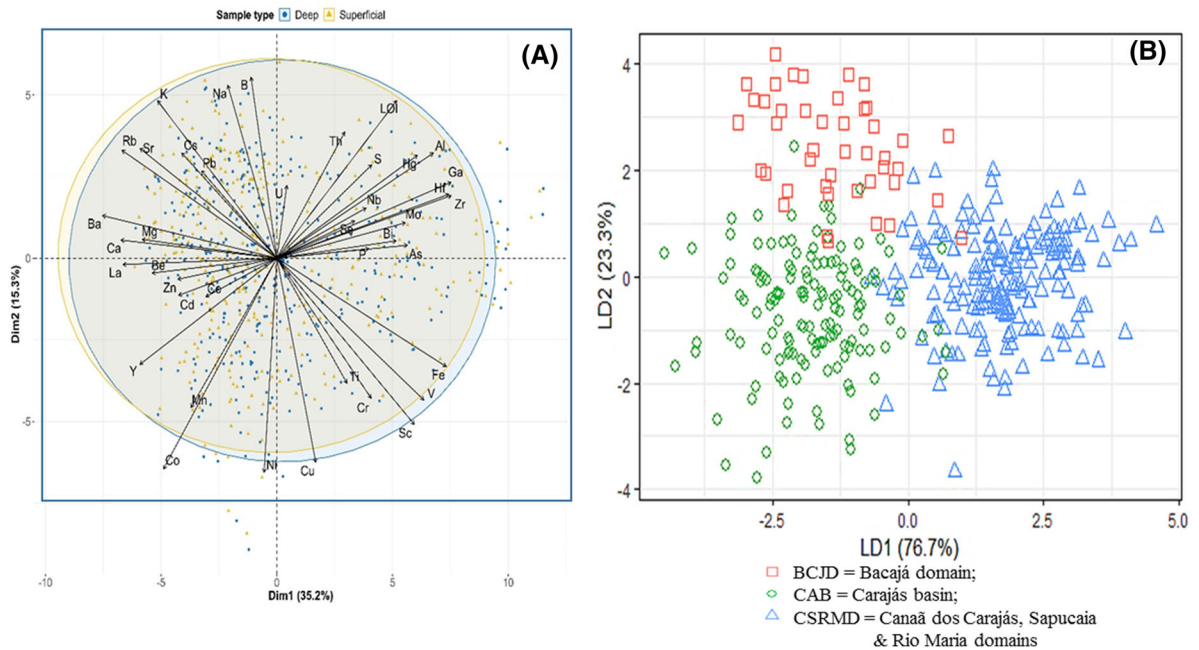 Sample type Deep Superficial
(A)
K
Na
B
LOI
Rb
Sr
Cs
Pb
Th
S
Hg
Al
Ga
Hf
Zr
U
Nb
Mo
Ba
Mg
Ca
Se
Bi
P
As
La
Be
Zn
Cd
Ce
Y
Ti
Fe
Mn
Cr
V
Sc
Co
Ni
Cu
5
0
-5
Dim2 (15.3%)
-10 -5 0 5 10
Dim1 (35.2%)
(B)
4
2
0
-2
-4
LD2 (23.3%)
-2.5 0.0 2.5 5.0
LD1 (76.7%)
BCJD = Bacajá domain;
CAB = Carajás basin;
CSRMD = Canaã dos Carajás, Sapucaia
& Rio Maria domains